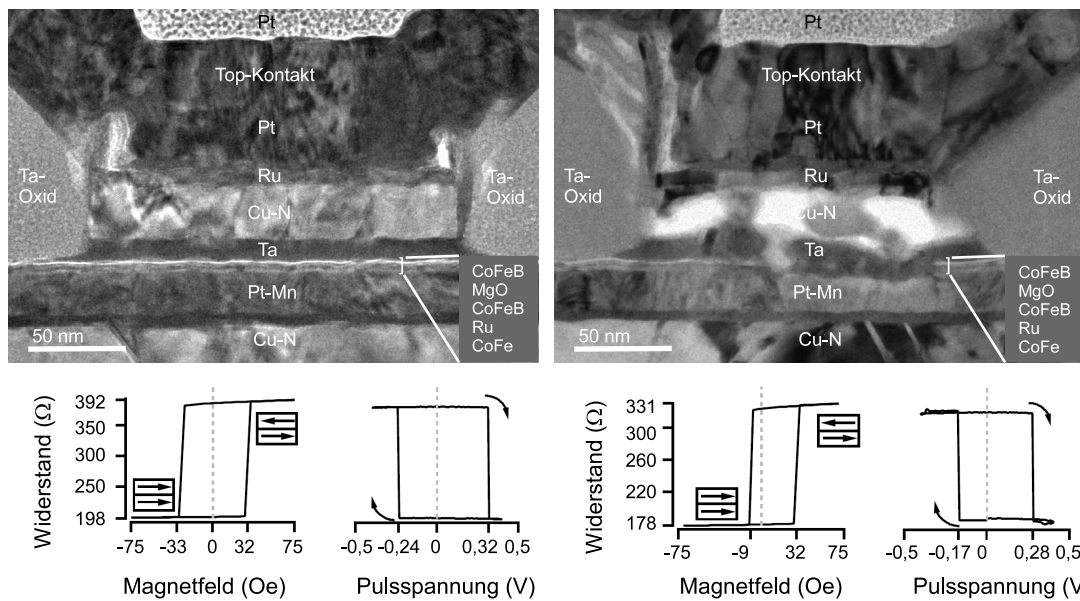 Pt
Top-Kontakt
Pt
Ru
Cu-N
Ta
Ta-
Oxid
Ta-
Oxid
Pt-Mn
Cu-N
50 nm
CoFeB
MgO
CoFeB
Ru
CoFe
Pt
Top-Kontakt
Pt
Ru
Cu-N
Ta
Ta-
Oxid
Ta-
Oxid
Pt-Mn
Cu-N
50 nm
CoFeB
MgO
CoFeB
Ru
CoFe
Widerstand (Ω)
392
350
300
250
198
-75 -33 0 32 75
Magnetfeld (Oe)
-0,5 -0,24 0 0,32 0,5
Pulsspannung (V)
Widerstand (Ω)
331
300
260
220
178
-75 -9 32 75
Magnetfeld (Oe)
-0,5 -0,17 0 0,28 0,5
Pulsspannung (V